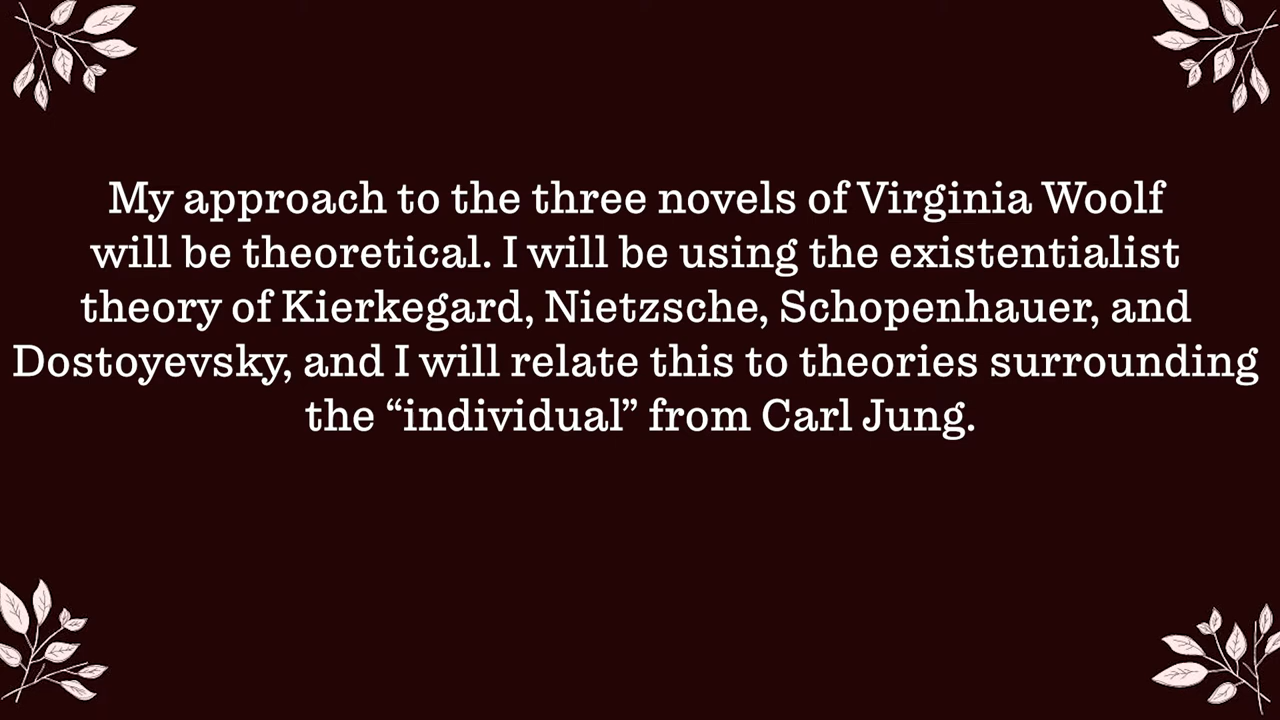 My approach to the three novels of Virginia Woolf
will be theoretical. I will be using the existentialist
theory of Kierkegard, Nietzsche, Schopenhauer, and
Dostoyevsky, and I will relate this to theories surrounding
the “individual” from Carl Jung.